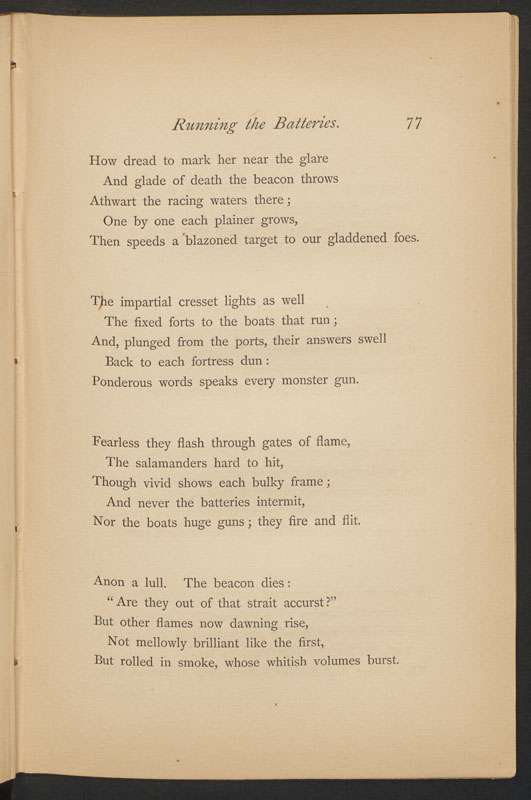 Running the Batteries. 77
How dread to mark her near the glare
And glade of death the beacon throws
Athwart the racing waters there;
One by one each plainer grows,
Then speeds a blazoned target to our gladdened foes.
The impartial cresset lights as well
The fixed forts to the boats that run;
And, plunged from the ports, their answers swell
Back to each fortress dun:
Ponderous words speaks every monster gun.
Fearless they flash through gates of flame,
The salamanders hard to hit,
Though vivid shows each bulky frame;
And never the batteries intermit,
Nor the boats huge guns; they fire and flit.
Anon a lull. The beacon dies:
"Are they out of that strait accurst?"
But other flames now dawning rise,
Not mellowly brilliant like the first,
But rolled in smoke, whose whitish volumes burst.